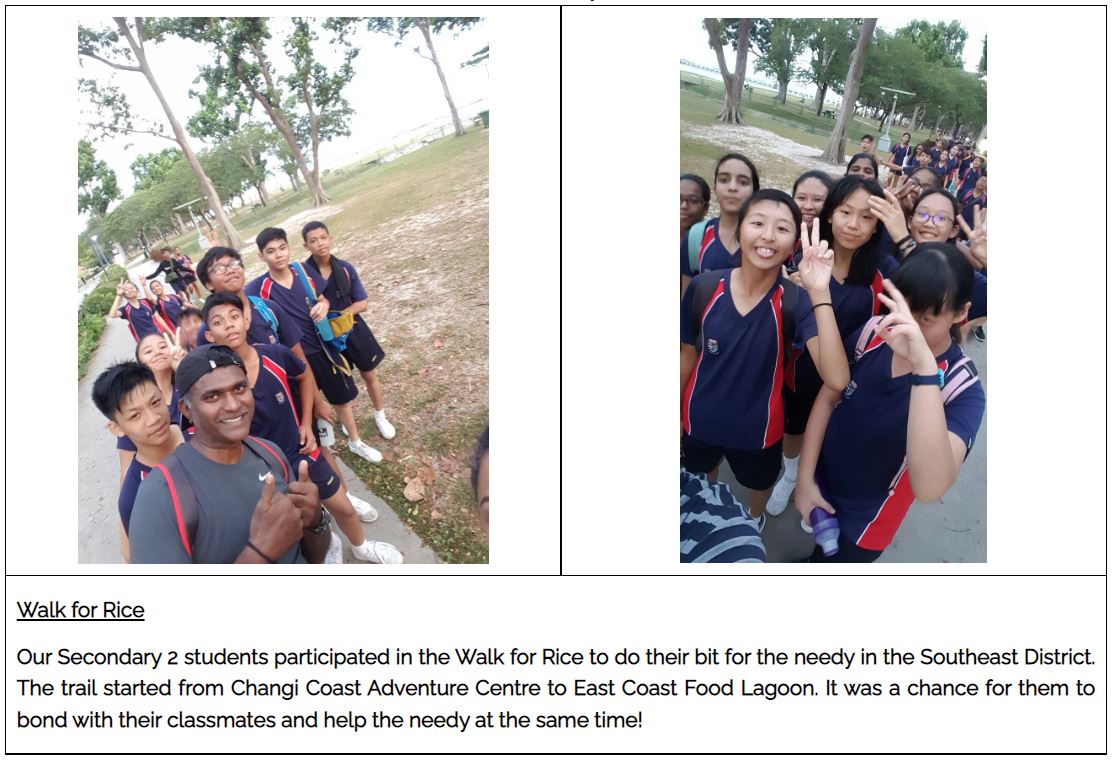 Walk for Rice
Our Secondary 2 students participated in the Walk for Rice to do their bit for the needy in the Southeast District.
The trail started from Changi Coast Adventure Centre to East Coast Food Lagoon. It was a chance for them to
bond with their classmates and help the needy at the same time!